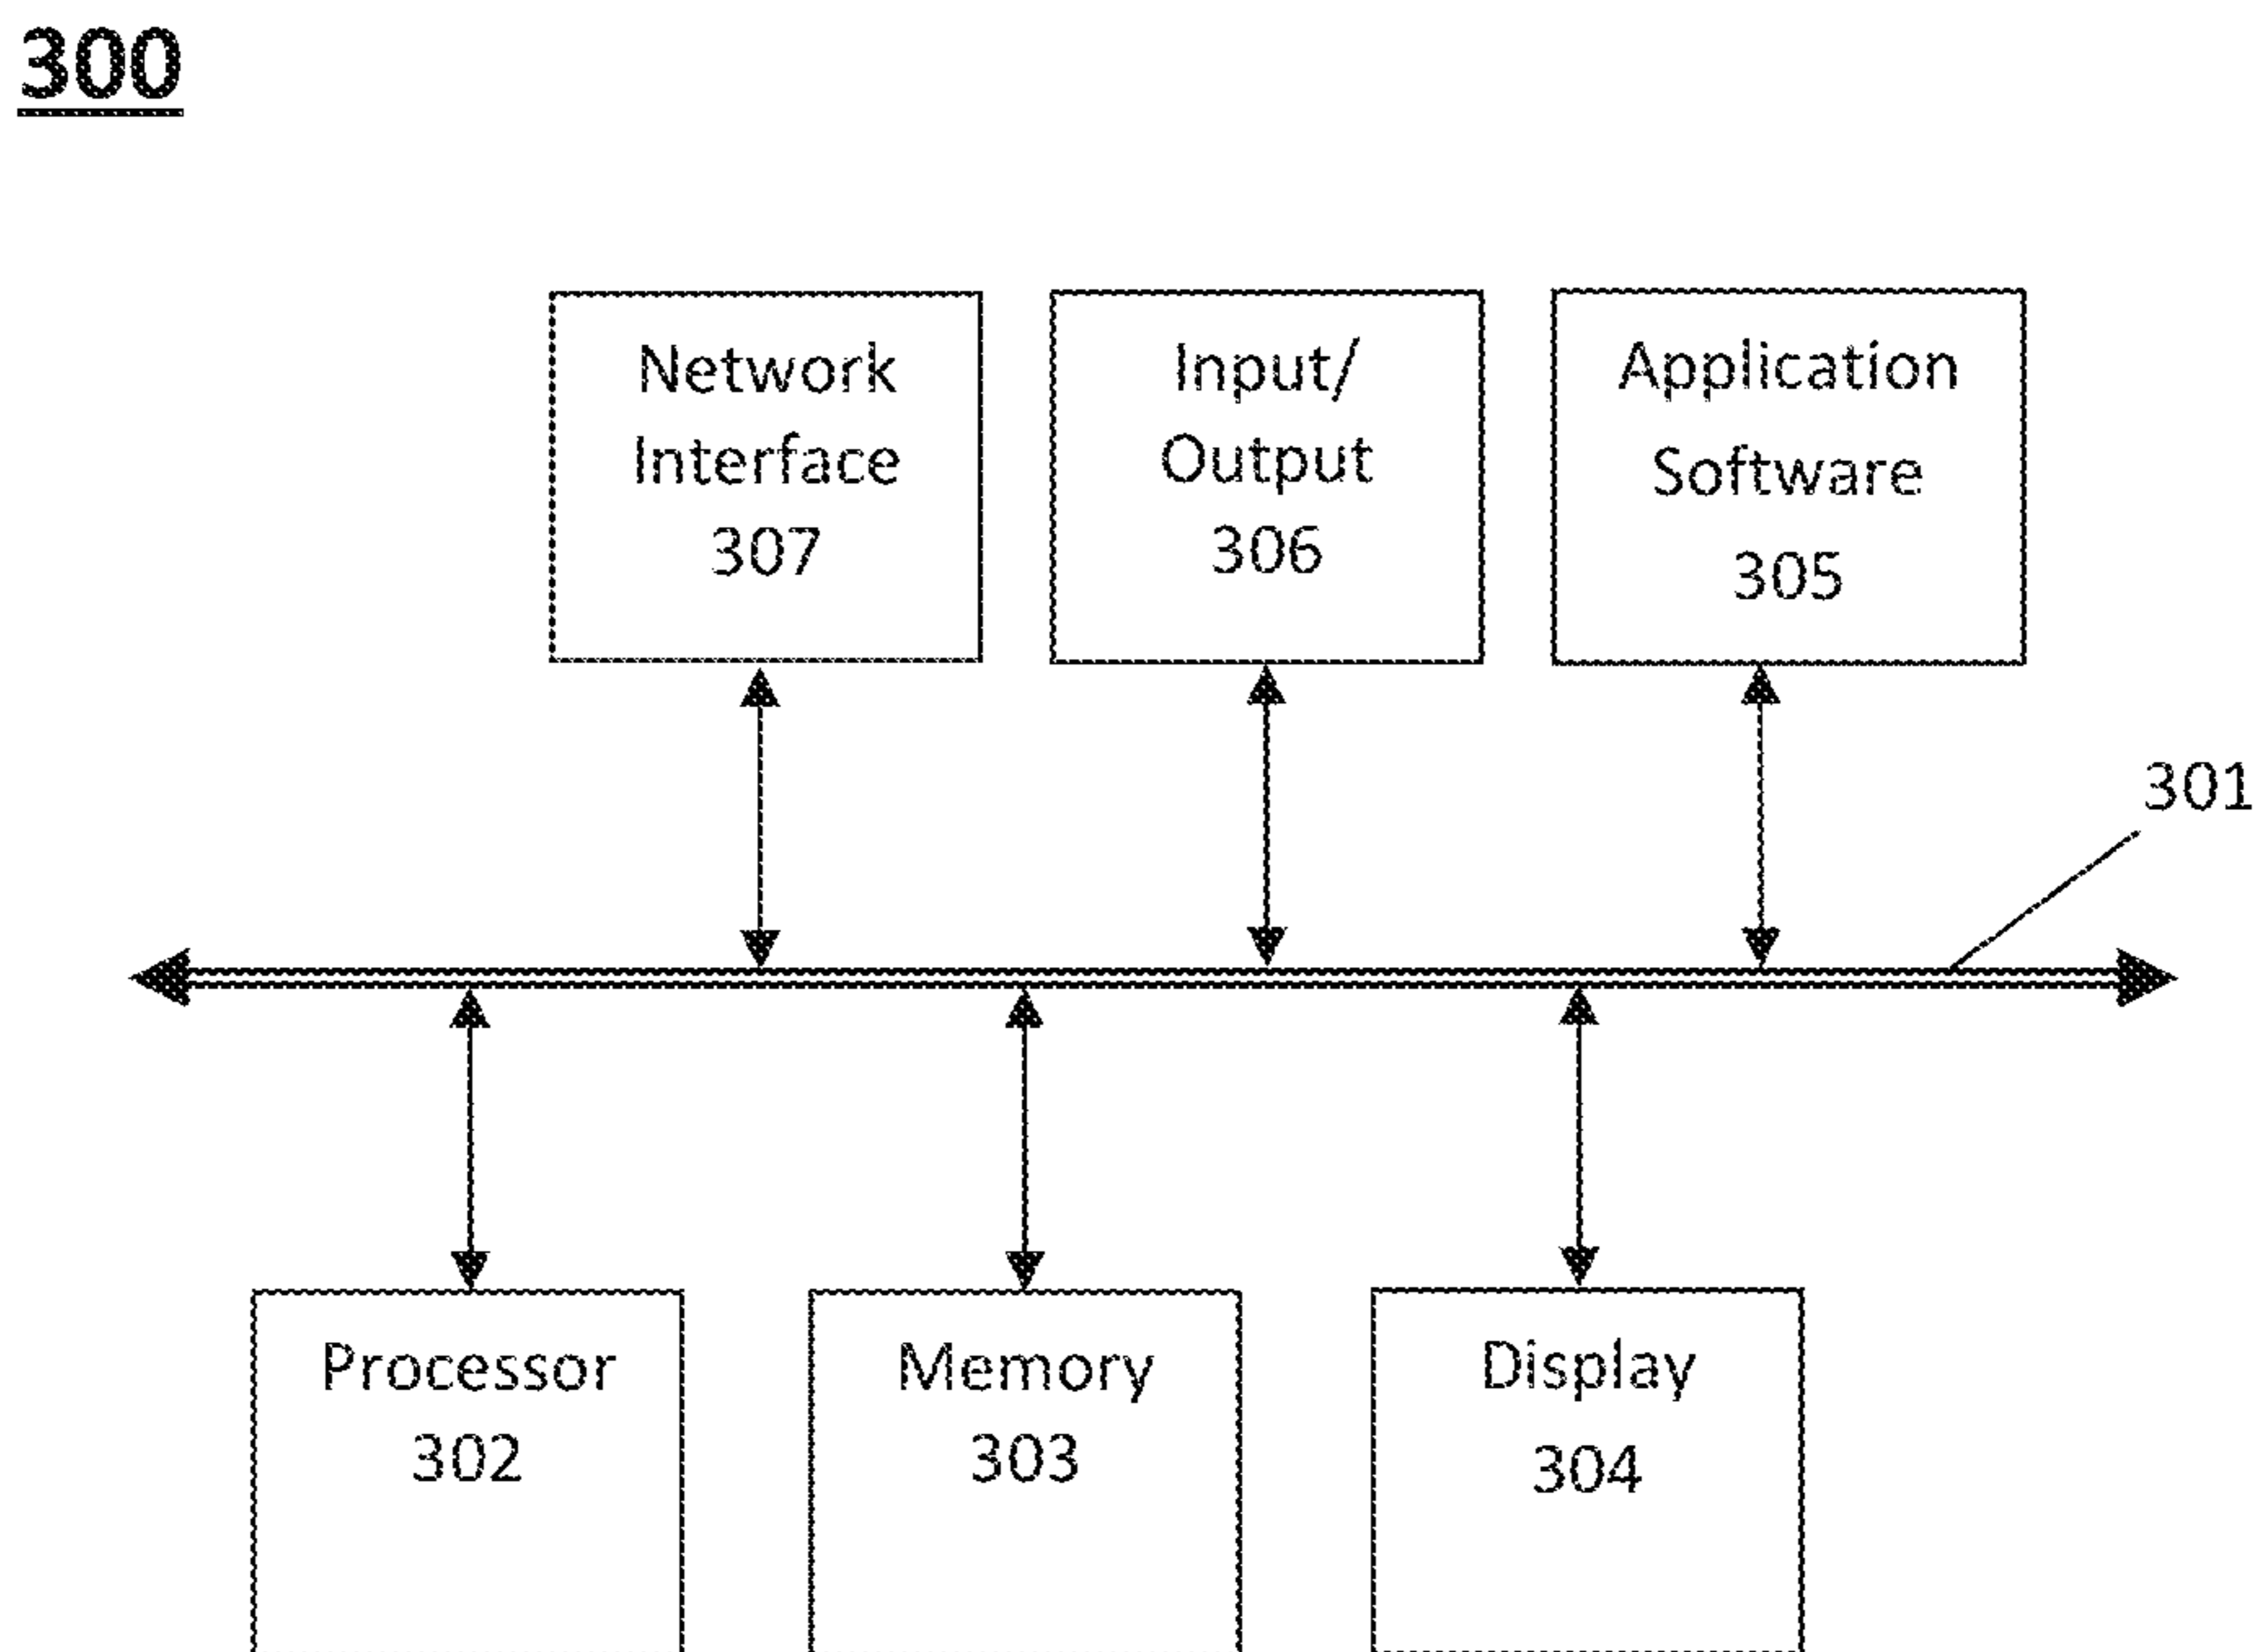 300
Network
Interface
307
Input/
Output
306
Application
Software
305
301
Processor
302
Memory
303
Display
304